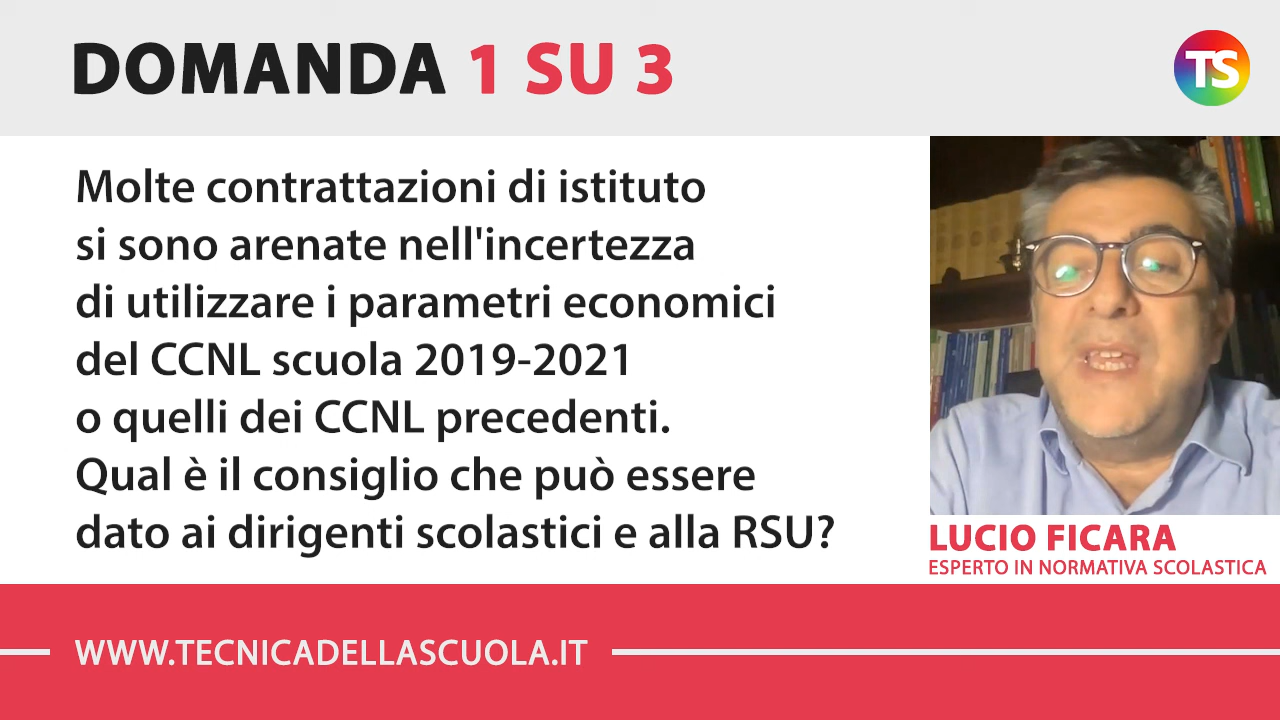 DOMANDA 1 SU 3
TS
Molte contrattazioni di istituto
si sono arenate nell'incertezza
di utilizzare i parametri economici
del CCNL scuola 2019-2021
o quelli dei CCNL precedenti.
Qual è il consiglio che può essere
dato ai dirigenti scolastici e alla RSU?
LUCIO FICARA
ESPERTO IN NORMATIVA SCOLASTICA
WWW.TECNICADELLASCUOLA.IT